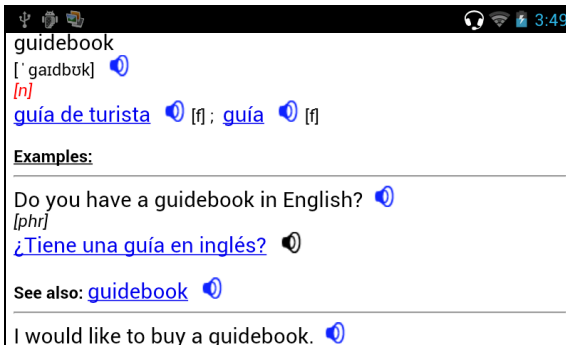 3:49
guidebook
[ˈgaɪdbʊk]
[n]
guía de turista [f] ; guía [f]
Examples:
Do you have a guidebook in English?
[phr]
¿Tiene una guía en inglés?
See also: guidebook
I would like to buy a guidebook.